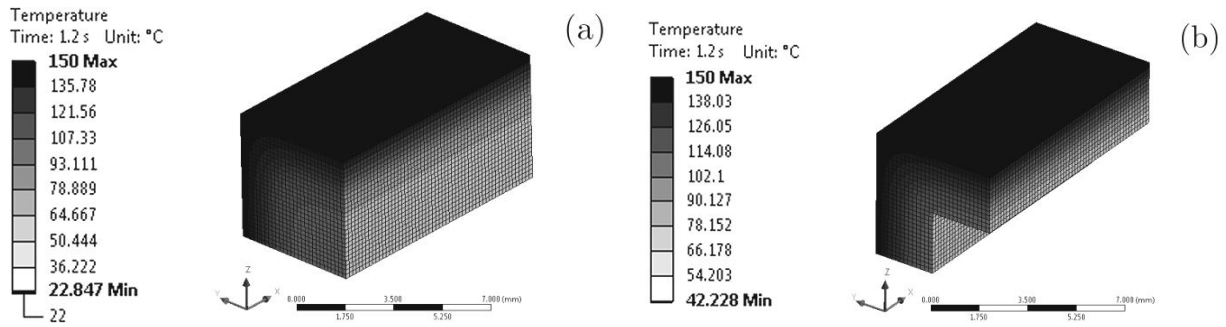 Temperature
Time: 1.2 s Unit: °C
150 Max
135.78
121.56
107.33
93.111
78.889
64.667
50.444
36.222
22.847 Min
22
(a)
Z
Y
X
0.000
3.500
7.000 (mm)
1.750
5.250
Temperature
Time: 1.2 s Unit: °C
150 Max
138.03
126.05
114.08
102.1
90.127
78.152
66.178
54.203
42.228 Min
(b)
Z
Y
X
0.000
3.500
7.000 (mm)
1.750
5.250